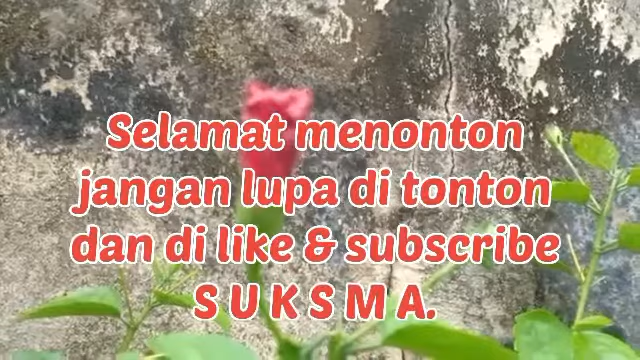 Selamat menonton
jangan lupa di tonton
dan di like & subscribe
S U K S M A.